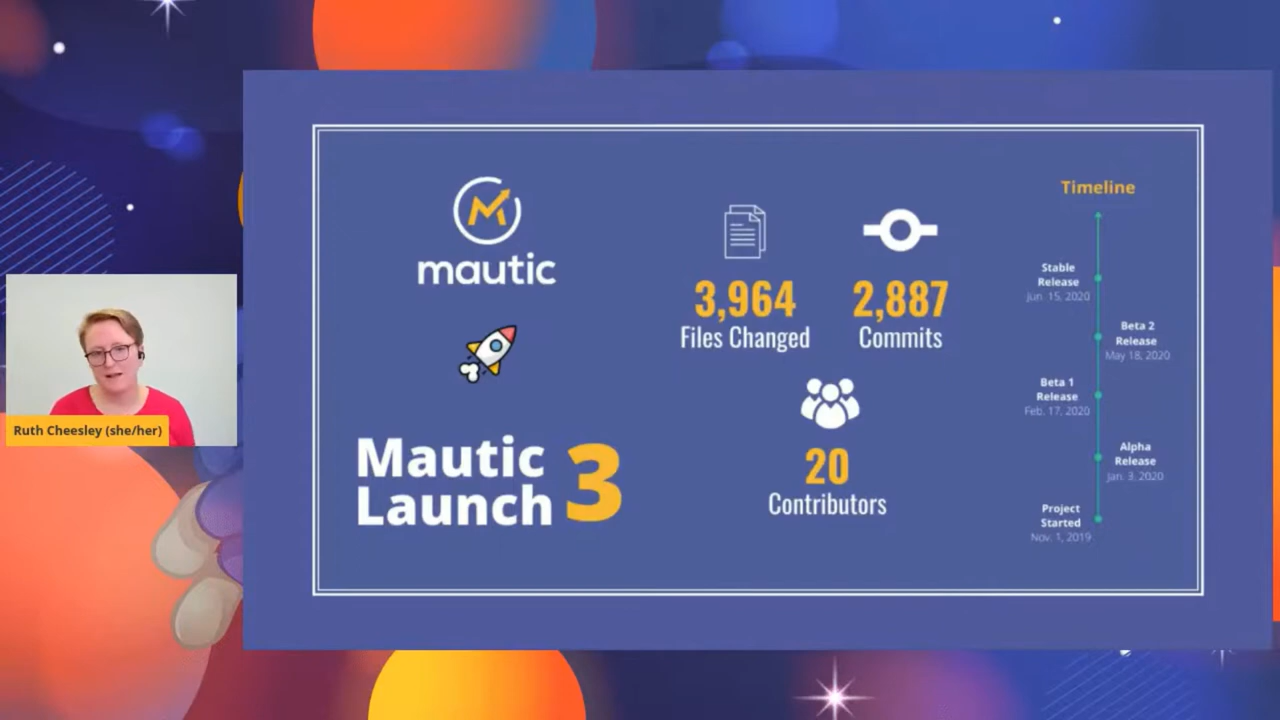 Ruth Cheesley (she/her)
mautic
Mautic
Launch 3
3,964
Files Changed
2,887
Commits
20
Contributors
Timeline
Stable
Release
Jun 15, 2020
Beta 2
Release
May 18, 2020
Beta 1
Release
Feb. 17, 2020
Alpha
Release
Jan. 3, 2020
Project
Started
Nov. 1, 2019